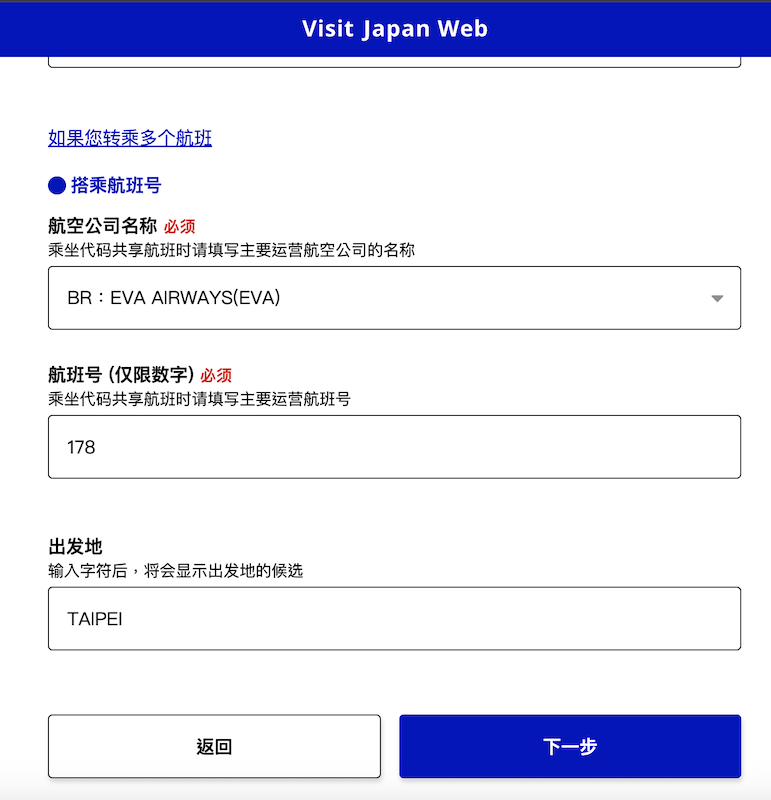 Visit Japan Web
如果您转乘多个航班
搭乘航班号
航空公司名称 必须
乘坐代码共享航班时请填写主要运营航空公司的名称
BR：EVA AIRWAYS(EVA)
航班号 (仅限数字) 必须
乘坐代码共享航班时请填写主要运营航班号
178
出发地
输入字符后，将会显示出发地的候选
TAIPEI
返回
下一步